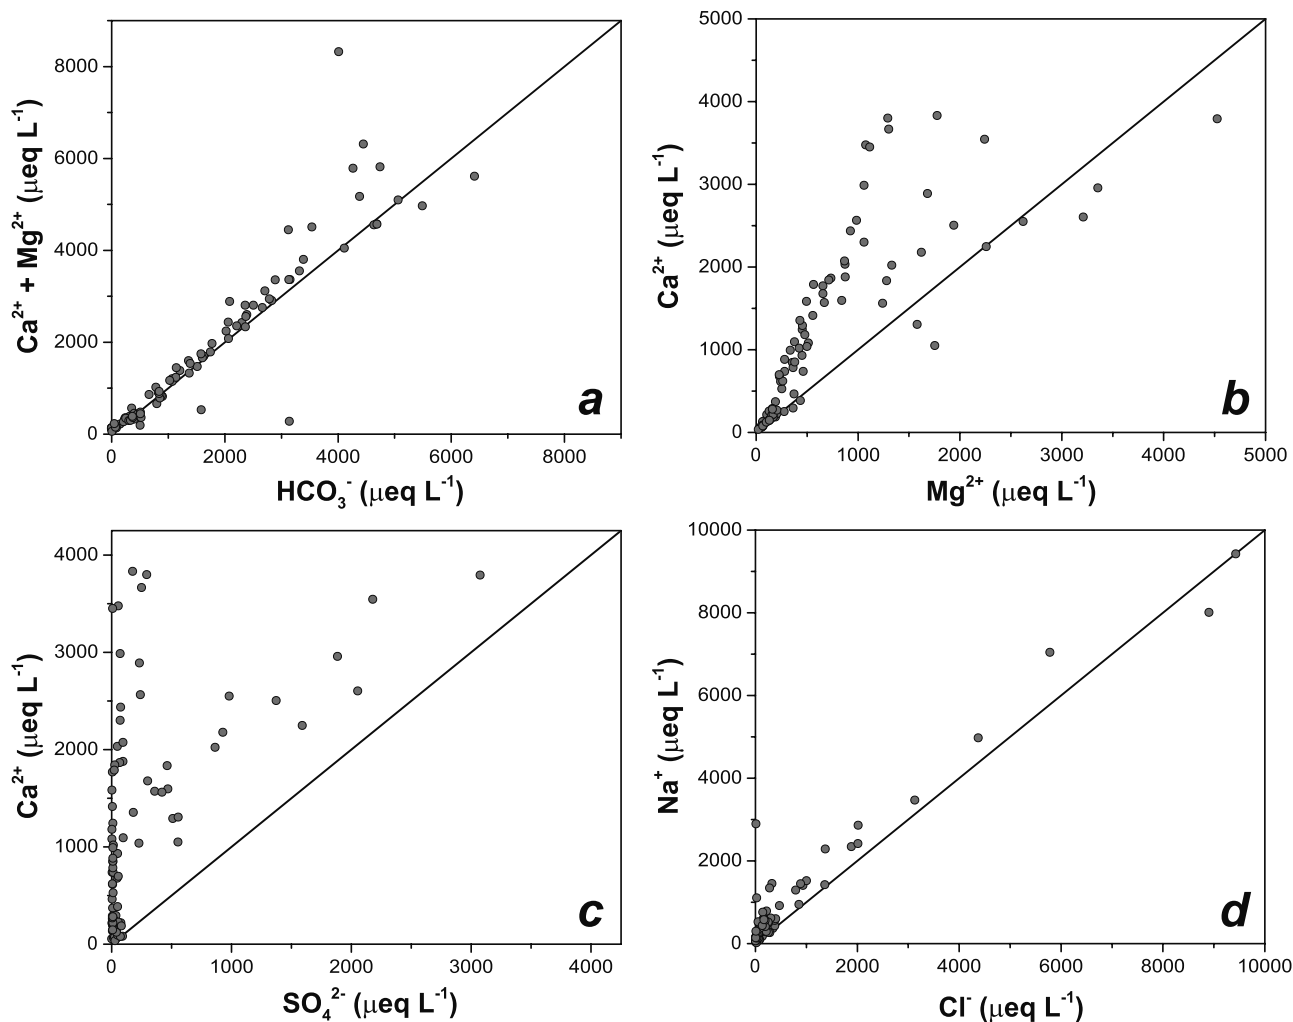 8000
6000
4000
2000
0
0 2000 4000 6000 8000
Ca²⁺ + Mg²⁺ (μeq L⁻¹)
HCO₃⁻ (μeq L⁻¹)
a
5000
4000
3000
2000
1000
0
0 1000 2000 3000 4000 5000
Ca²⁺ (μeq L⁻¹)
Mg²⁺ (μeq L⁻¹)
b
4000
3000
2000
1000
0
0 1000 2000 3000 4000
Ca²⁺ (μeq L⁻¹)
SO₄²⁻ (μeq L⁻¹)
c
10000
8000
6000
4000
2000
0
0 2000 4000 6000 8000 10000
Na⁺ (μeq L⁻¹)
Cl⁻ (μeq L⁻¹)
d